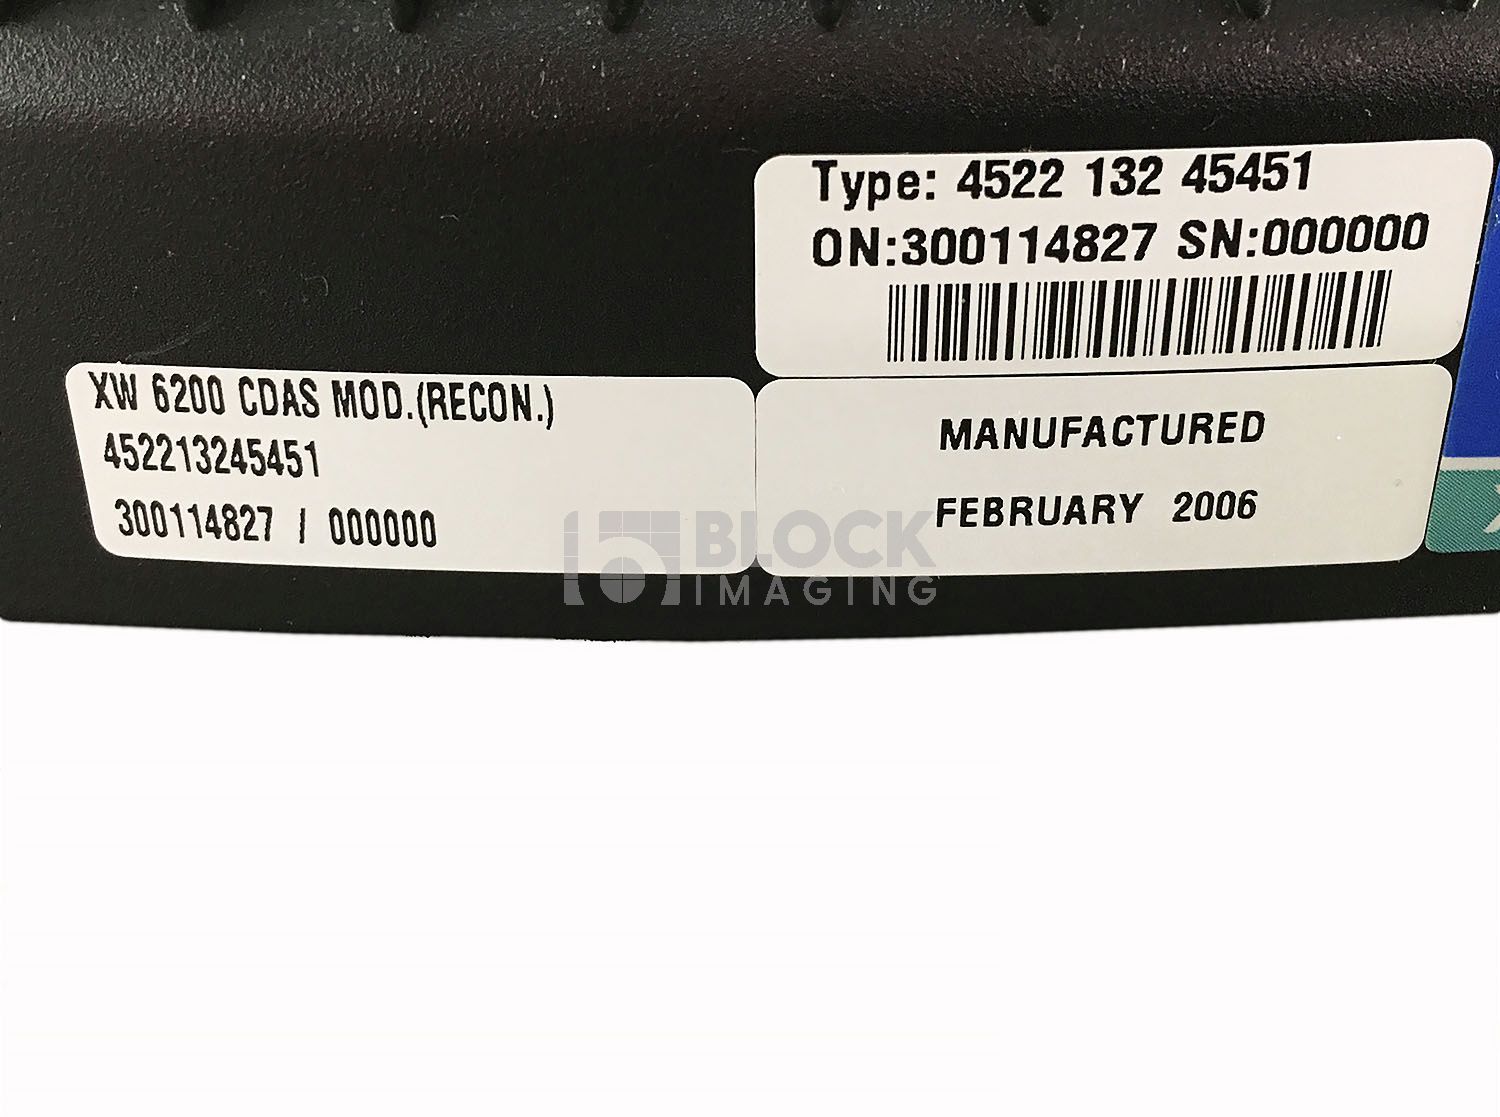 Type: 4522 132 45451
ON:300114827 SN:000000
XW 6200 CDAS MOD.(RECON.)
452213245451
300114827 / 000000
MANUFACTURED
FEBRUARY 2006
BLOCK
IMAGING